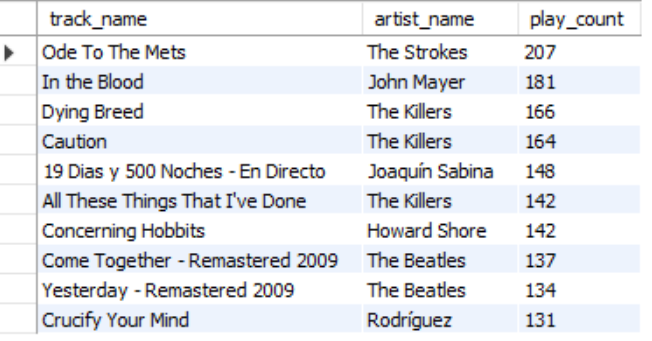 track_name artist_name play_count
Ode To The Mets The Strokes 207
In the Blood John Mayer 181
Dying Breed The Killers 166
Caution The Killers 164
19 Dias y 500 Noches - En Directo Joaquín Sabina 148
All These Things That I've Done The Killers 142
Concerning Hobbits Howard Shore 142
Come Together - Remastered 2009 The Beatles 137
Yesterday - Remastered 2009 The Beatles 134
Crucify Your Mind Rodríguez 131